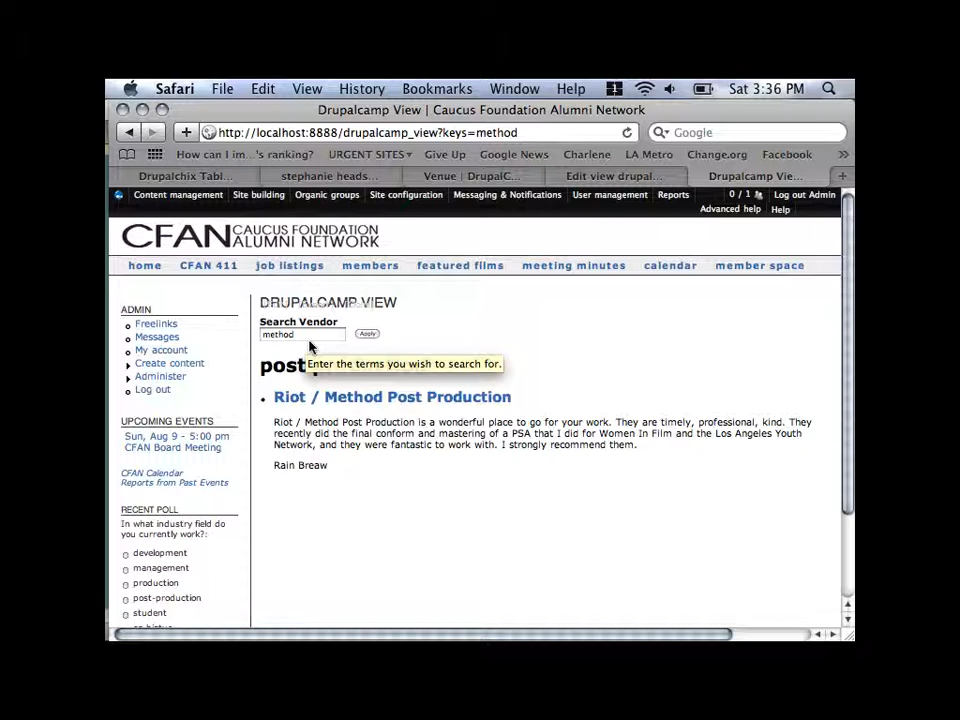 Safari File Edit View History Bookmarks Window Help 1 Sat 3:36 PM
Drupalcamp View | Caucus Foundation Alumni Network
http://localhost:8888/drupalcamp_view?keys=method
Google
How can I im...'s ranking? URGENT SITES Give Up Google News Charlene LA Metro Change.org Facebook
Drupalchix Tabl... stephanie heads... Venue | DrupalC... Edit view drupal... Drupalcamp Vie...
Content management Site building Organic groups Site configuration Messaging & Notifications User management Reports 0 / 1 Log out Admin
Advanced help Help
CFAN CAUCUS FOUNDATION
ALUMNI NETWORK
home CFAN 411 job listings members featured films meeting minutes calendar member space
ADMIN
Freelinks
Messages
My account
Create content
Administer
Log out
UPCOMING EVENTS
Sun, Aug 9 - 5:00 pm
CFAN Board Meeting
CFAN Calendar
Reports from Past Events
RECENT POLL
In what industry field do
you currently work?:
development
management
production
post-production
student
DRUPALCAMP VIEW
Search Vendor
method Apply
Enter the terms you wish to search for.
post
Riot / Method Post Production
Riot / Method Post Production is a wonderful place to go for your work. They are timely, professional, kind. They
recently did the final conform and mastering of a PSA that I did for Women In Film and the Los Angeles Youth
Network, and they were fantastic to work with. I strongly recommend them.
Rain Breaw